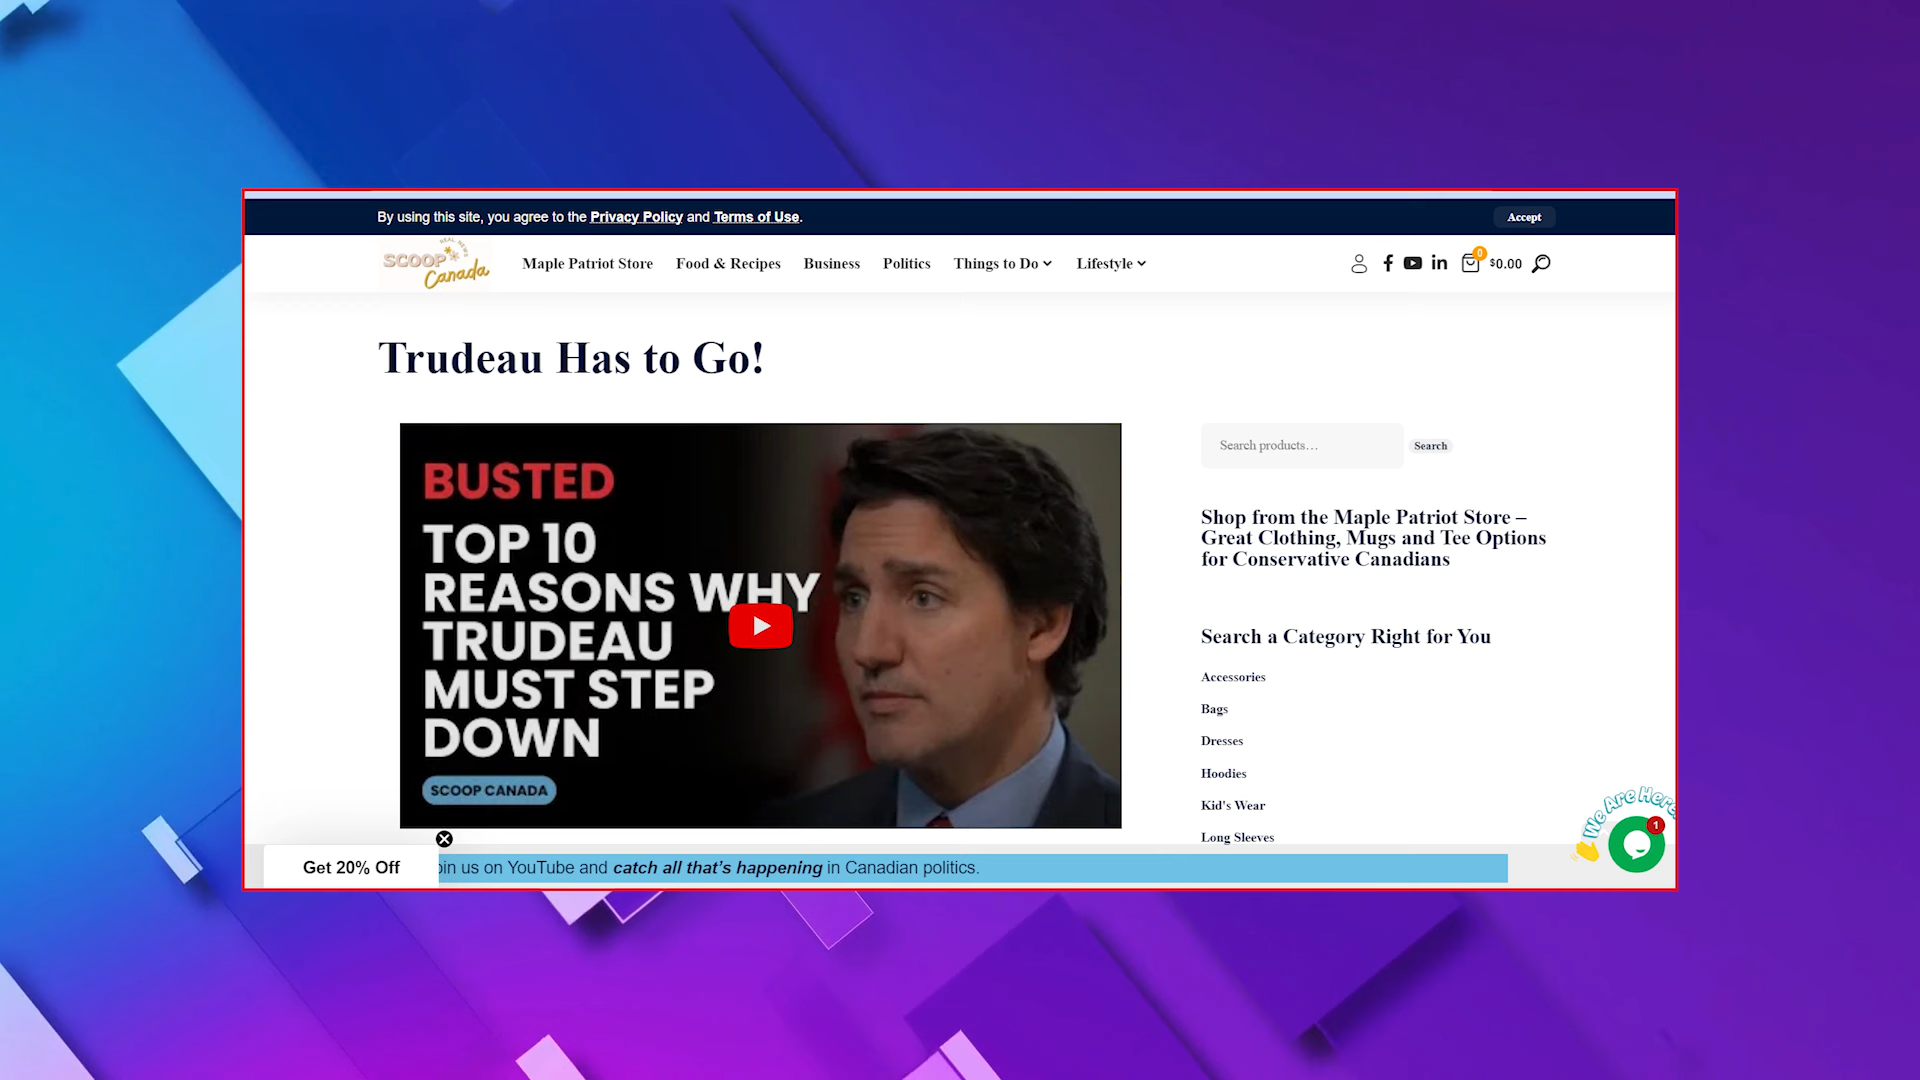 By using this site, you agree to the Privacy Policy and Terms of Use.
Accept
REAL NEWS
SCOOP
Canada
Maple Patriot Store
Food & Recipes
Business
Politics
Things to Do
Lifestyle
0
$0.00
Trudeau Has to Go!
BUSTED
TOP 10
REASONS WHY
TRUDEAU
MUST STEP
DOWN
SCOOP CANADA
Search products…
Search
Shop from the Maple Patriot Store –
Great Clothing, Mugs and Tee Options
for Conservative Canadians
Search a Category Right for You
Accessories
Bags
Dresses
Hoodies
Kid's Wear
Long Sleeves
We Are Here!
1
Get 20% Off
oin us on YouTube and catch all that's happening in Canadian politics.